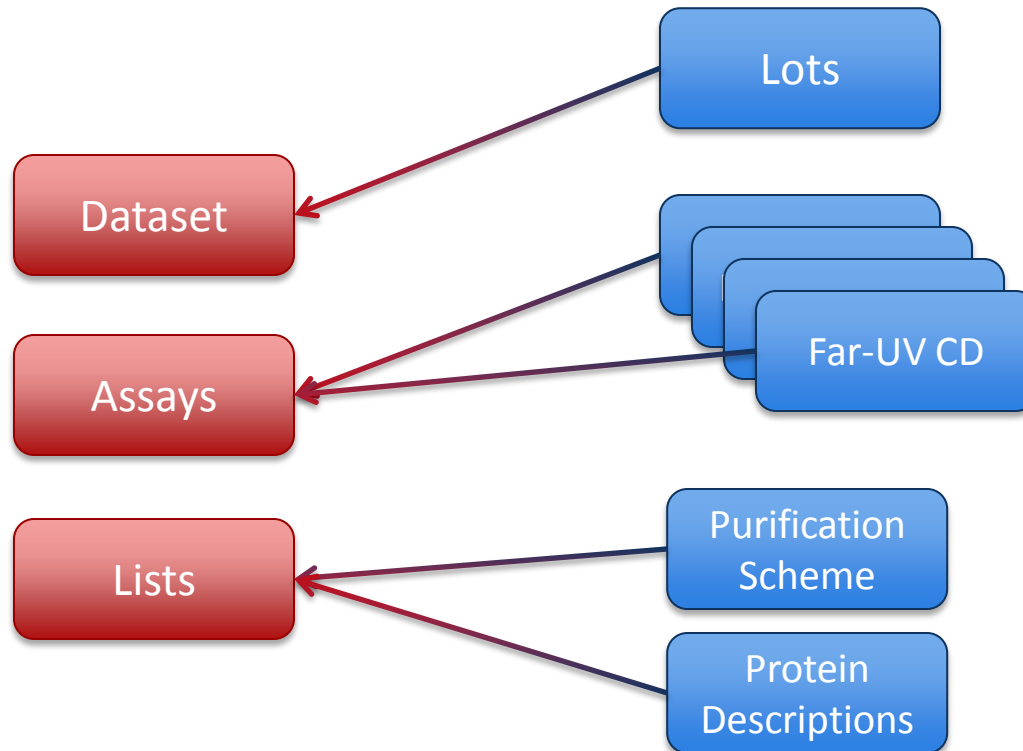 Lots
Dataset
Far-UV CD
Assays
Purification
Scheme
Lists
Protein
Descriptions